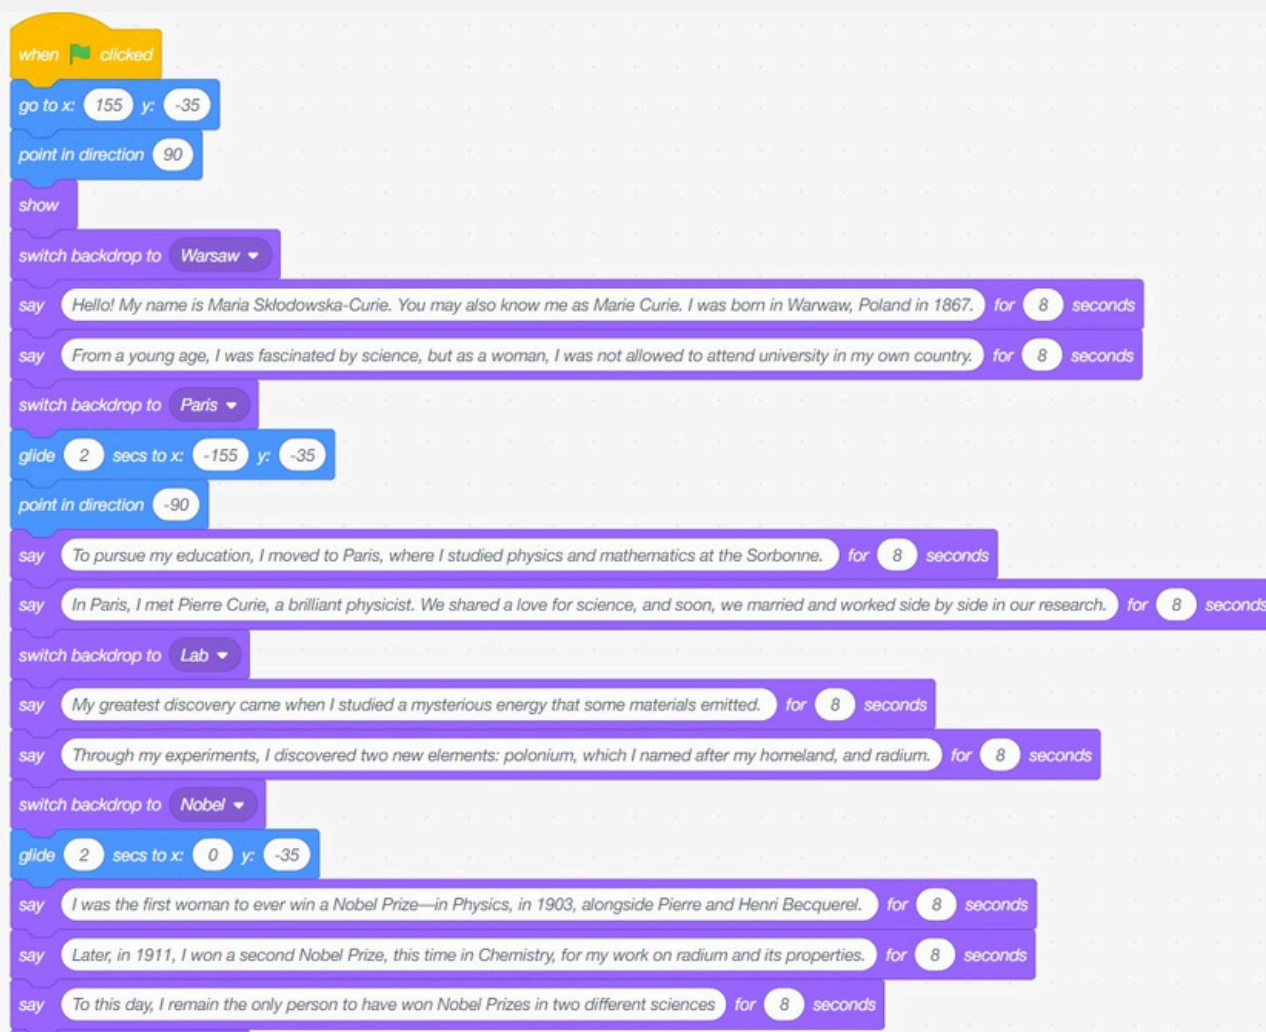 when clicked
go to x: 155 y: -35
point in direction 90
show
switch backdrop to Warsaw
say Hello! My name is Maria Skłodowska-Curie. You may also know me as Marie Curie. I was born in Warwaw, Poland in 1867. for 8 seconds
say From a young age, I was fascinated by science, but as a woman, I was not allowed to attend university in my own country. for 8 seconds
switch backdrop to Paris
glide 2 secs to x: -155 y: -35
point in direction -90
say To pursue my education, I moved to Paris, where I studied physics and mathematics at the Sorbonne. for 8 seconds
say In Paris, I met Pierre Curie, a brilliant physicist. We shared a love for science, and soon, we married and worked side by side in our research. for 8 seconds
switch backdrop to Lab
say My greatest discovery came when I studied a mysterious energy that some materials emitted. for 8 seconds
say Through my experiments, I discovered two new elements: polonium, which I named after my homeland, and radium. for 8 seconds
switch backdrop to Nobel
glide 2 secs to x: 0 y: -35
say I was the first woman to ever win a Nobel Prize—in Physics, in 1903, alongside Pierre and Henri Becquerel. for 8 seconds
say Later, in 1911, I won a second Nobel Prize, this time in Chemistry, for my work on radium and its properties. for 8 seconds
say To this day, I remain the only person to have won Nobel Prizes in two different sciences for 8 seconds